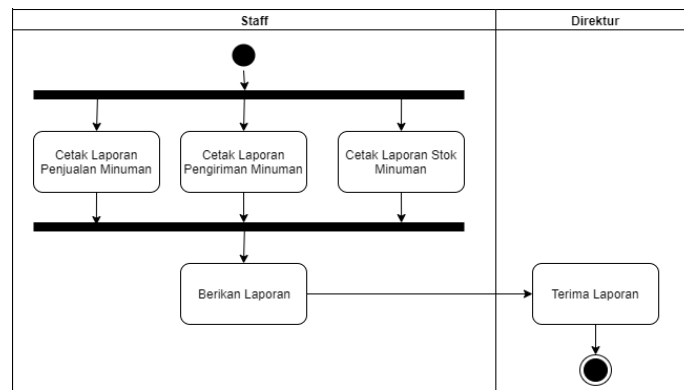 Staff
Direktur
Cetak Laporan
Penjualan Minuman
Cetak Laporan
Pengiriman Minuman
Cetak Laporan Stok
Minuman
Berikan Laporan
Terima Laporan